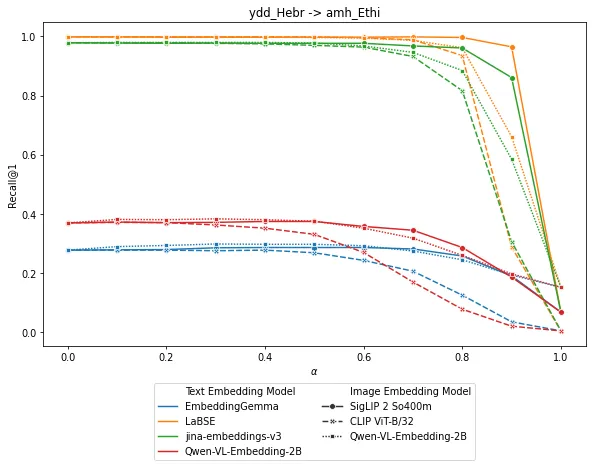 ydd_Hebr -> amh_Ethi
Recall@1
1.0
0.8
0.6
0.4
0.2
0.0
0.0 0.2 0.4 0.6 0.8 1.0
α
Text Embedding Model
EmbeddingGemma
LaBSE
jina-embeddings-v3
Qwen-VL-Embedding-2B
Image Embedding Model
SigLIP 2 So400m
CLIP ViT-B/32
Qwen-VL-Embedding-2B